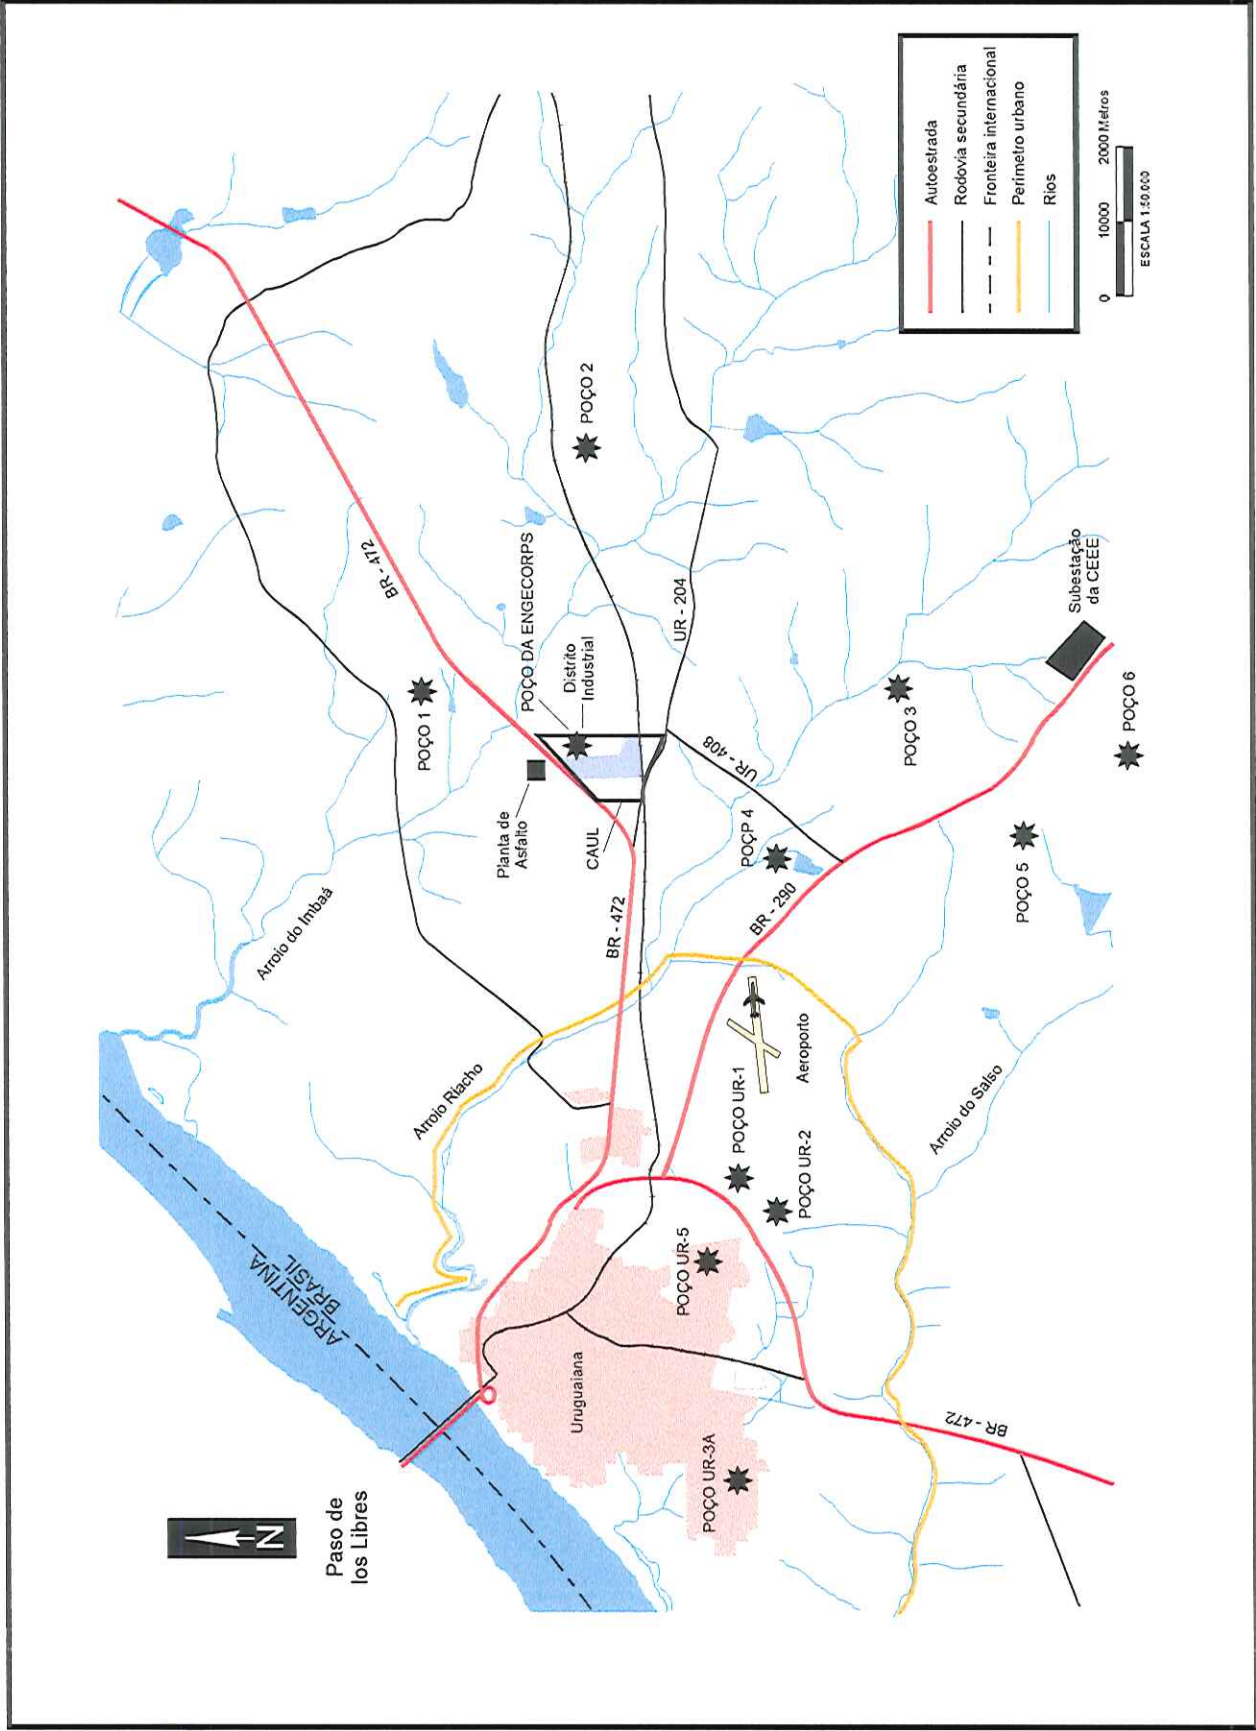 N
Paso de
los Libres
ARGENTINA
BRASIL
Arroio Riacho
Arroio do Imbaá
BR - 472
POÇO 1
Planta de
Asfalto
POÇO DA ENGECORPS
Distrito
Industrial
CAUL
BR - 472
POÇO 2
UR - 204
UR - 408
POÇP 4
BR - 290
POÇO 3
Uruguaiana
POÇO UR-5
POÇO UR-1
POÇO UR-2
POÇO UR-3A
Aeroporto
Arroio do Salso
BR - 472
POÇO 5
POÇO 6
Subestação
da CEEE
Autoestrada
Rodovia secundária
Fronteira internacional
Perímetro urbano
Rios
0 10000 2000 Metros
ESCALA 1:50.000